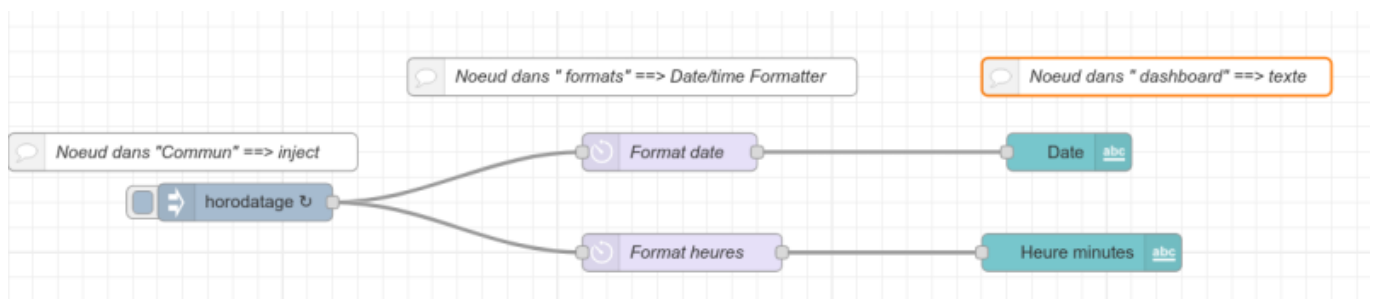 Noeud dans " formats" ==> Date/time Formatter
Noeud dans " dashboard" ==> texte
Noeud dans "Commun" ==> inject
Format date
Date abc
horodatage ↻
Format heures
Heure minutes abc